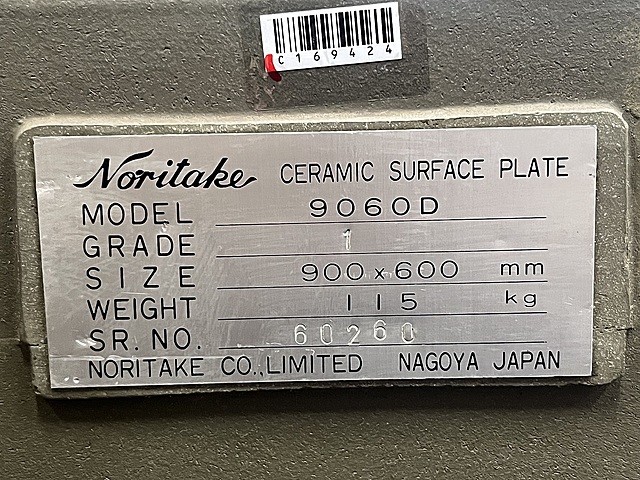 C169424
Noritake CERAMIC SURFACE PLATE
MODEL 9060D
GRADE 1
SIZE 900x600 mm
WEIGHT 115 kg
SR. NO. 60260
NORITAKE CO., LIMITED NAGOYA JAPAN